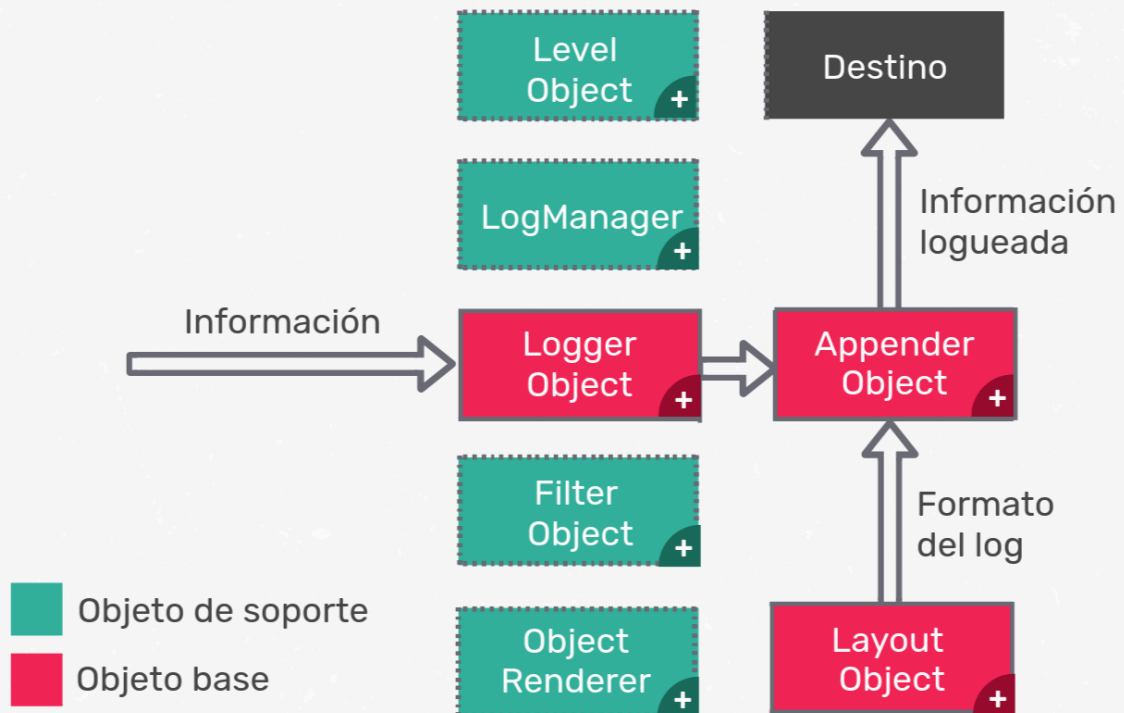 Level
Object
+
Destino
LogManager
+
Información
logueada
Información
Logger
Object
+
Appender
Object
+
Filter
Object
+
Formato
del log
Objeto de soporte
Objeto base
Object
Renderer
+
Layout
Object
+